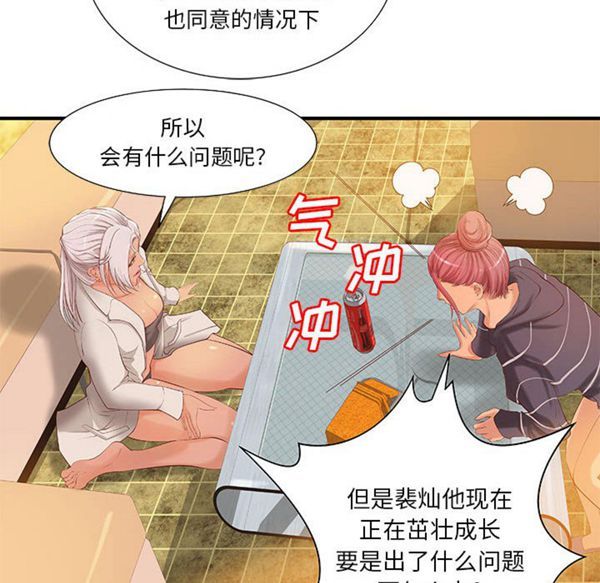 也同意的情况下
所以
会有什么问题呢?
气冲冲
但是裴灿他现在
正在茁壮成长
要是出了什么问题